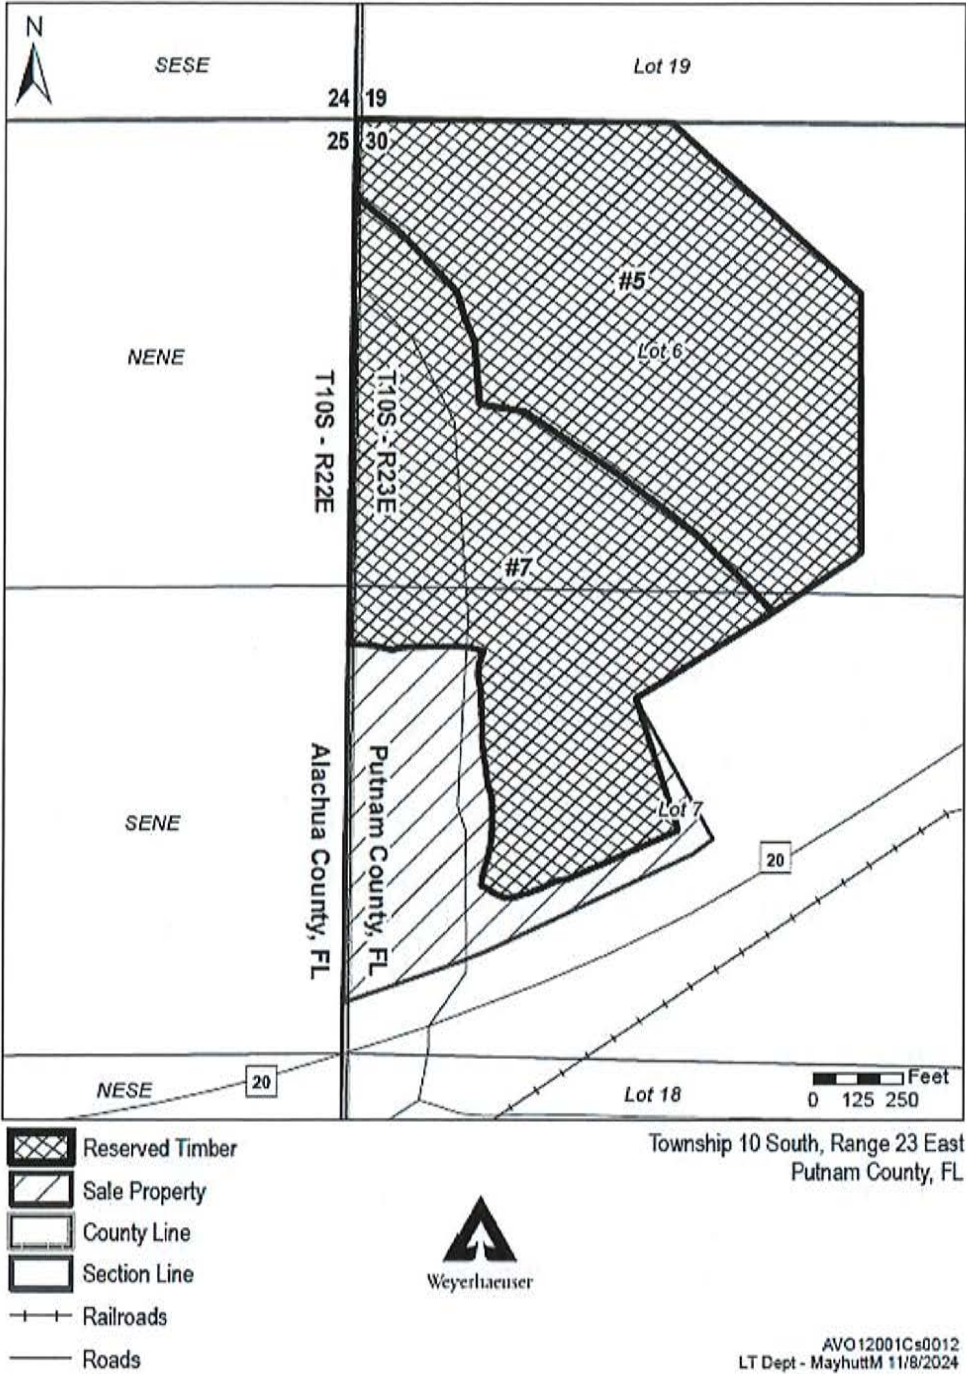 N
SESE
Lot 19
24 19
25 30
#5
Lot 6
NENE
T10S - R22E
T10S - R23E
#7
Alachua County, FL
Putnam County, FL
SENE
Lot 7
20
20
NESE
Lot 18
Feet
0 125 250
Reserved Timber
Sale Property
County Line
Section Line
Railroads
Roads
Township 10 South, Range 23 East
Putnam County, FL
Weyerhaeuser
AVO12001Cs0012
LT Dept - MayhuttM 11/8/2024